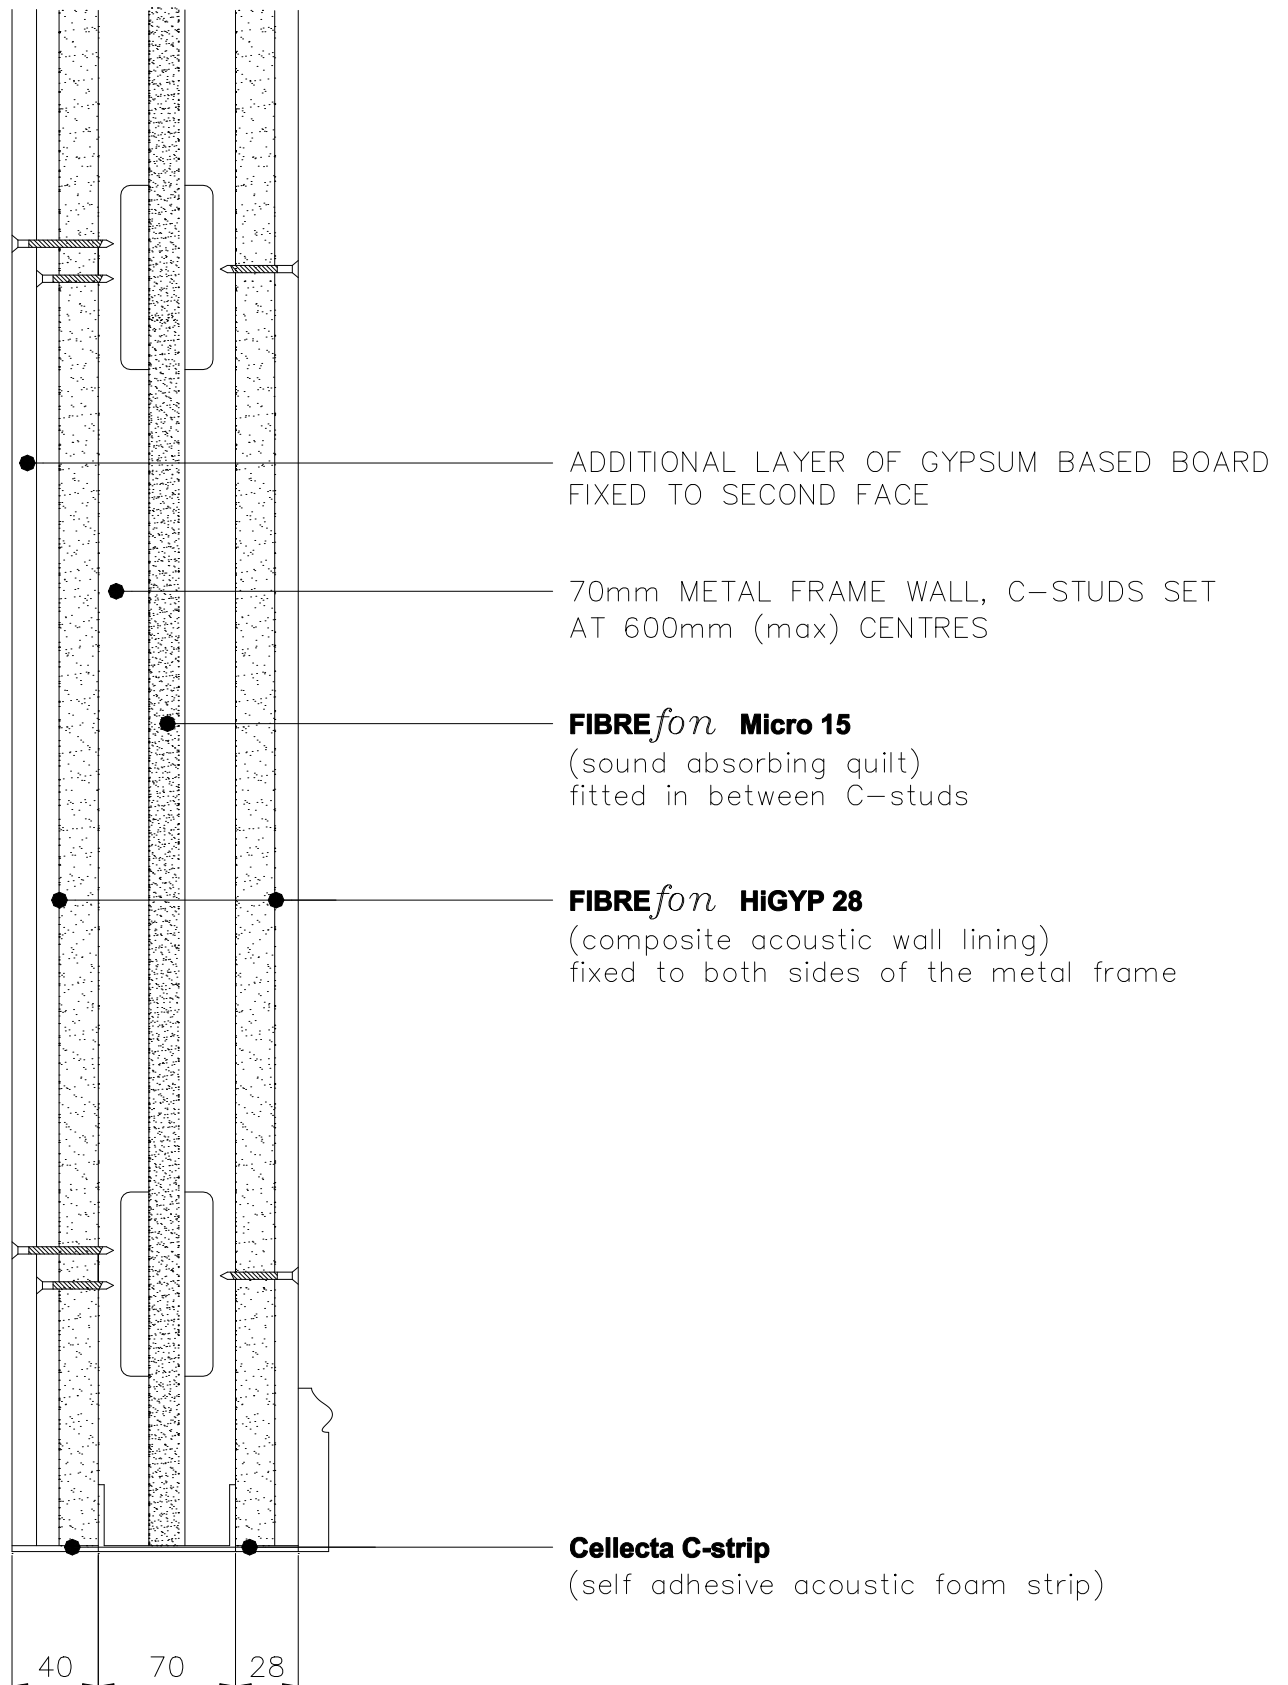 ADDITIONAL LAYER OF GYPSUM BASED BOARD
FIXED TO SECOND FACE
70mm METAL FRAME WALL, C-STUDS SET
AT 600mm (max) CENTRES
FIBREfon Micro 15
(sound absorbing quilt)
fitted in between C-studs
FIBREfon HiGYP 28
(composite acoustic wall lining)
fixed to both sides of the metal frame
Cellecta C-strip
(self adhesive acoustic foam strip)
40 70 28